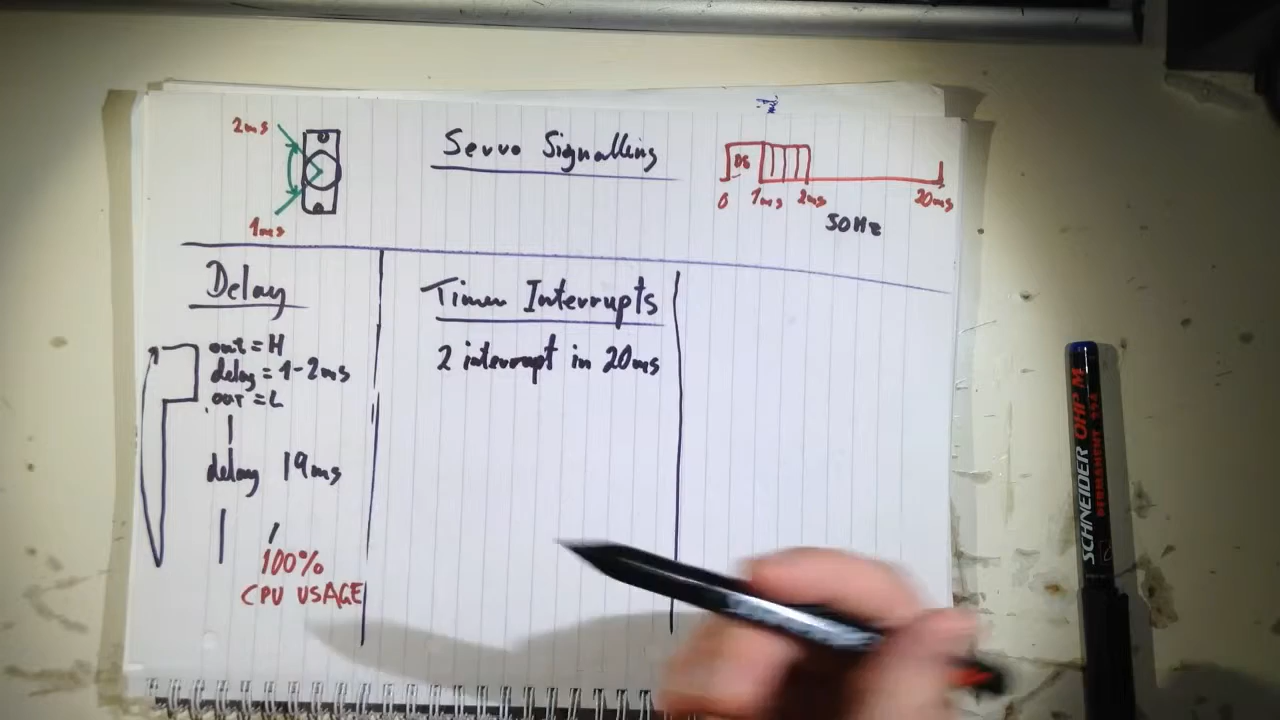 2ms
1ms
Servo Signalling
0
1ms
2ms
20ms
50Hz
Delay
out = H
delay = 1-2ms
out = L
delay 19ms
100%
CPU USAGE
Timer Interrupts
2 interrupt in 20ms
SCHNEIDER OHP M
PERMANENT